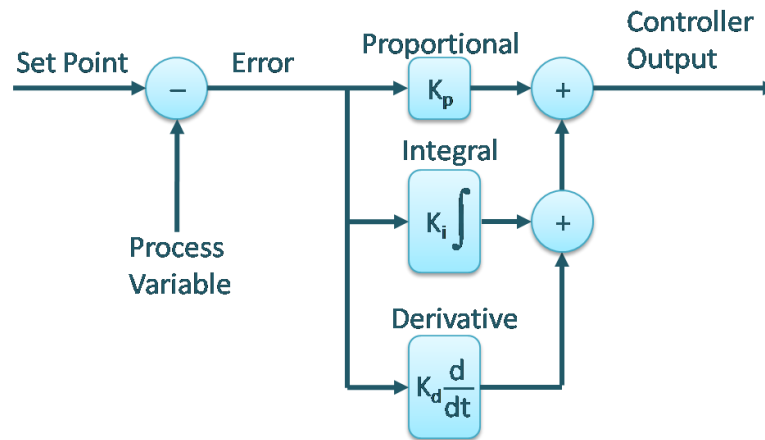 Set Point
−
Error
Process
Variable
Proportional
Kp
+
Controller
Output
Integral
Ki ∫
+
Derivative
Kd d
dt